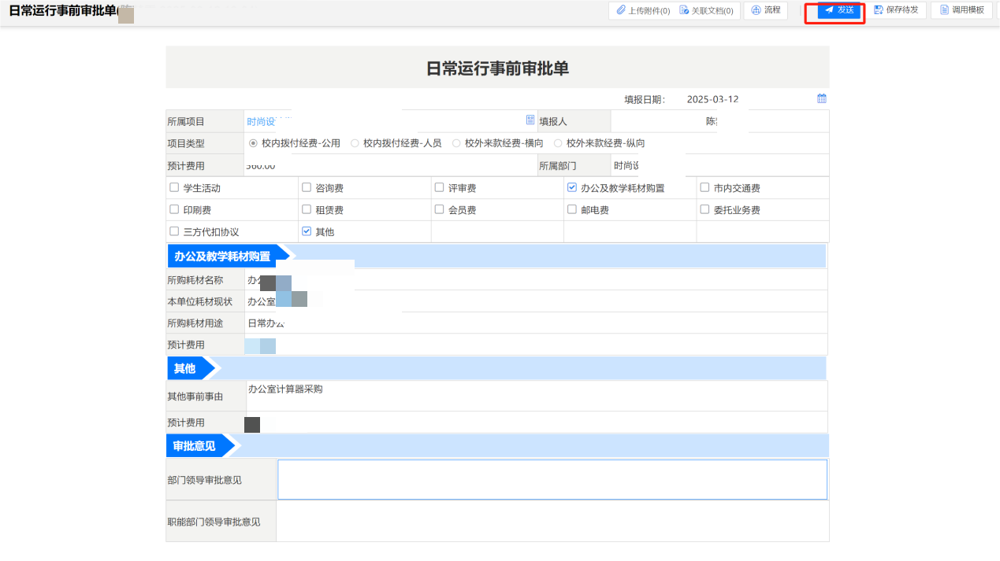 日常运行事前审批单(
上传附件(0) 关联文档(0) 流程 发送 保存待发 调用模板
日常运行事前审批单
填报日期： 2025-03-12
所属项目 时尚设 填报人 陈
项目类型 校内拨付经费-公用 校内拨付经费-人员 校外来款经费-横向 校外来款经费-纵向
预计费用 560.00 所属部门 时尚设
学生活动 咨询费 评审费 办公及教学耗材购置 市内交通费
印刷费 租赁费 会员费 邮电费 委托业务费
三方代扣协议 其他
办公及教学耗材购置
所购耗材名称 办
本单位耗材现状 办公室
所购耗材用途 日常办公
预计费用
其他
其他事前事由 办公室计算器采购
预计费用
审批意见
部门领导审批意见
职能部门领导审批意见